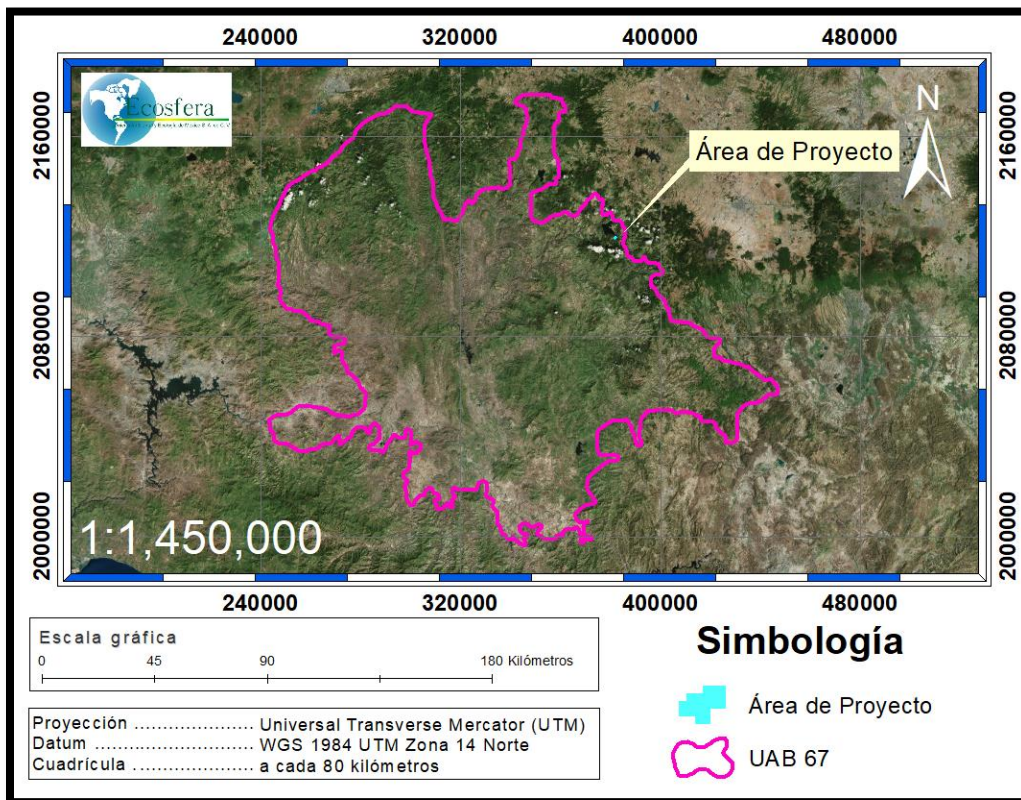 240000 320000 400000 480000
Ecosfera
N
Área de Proyecto
2160000 2160000
2080000 2080000
2000000 2000000
1:1,450,000
240000 320000 400000 480000
Escala gráfica
0 45 90 180 Kilómetros
Proyección .................... Universal Transverse Mercator (UTM)
Datum ......................... WGS 1984 UTM Zona 14 Norte
Cuadrícula .................... a cada 80 kilómetros
Simbología
Área de Proyecto
UAB 67